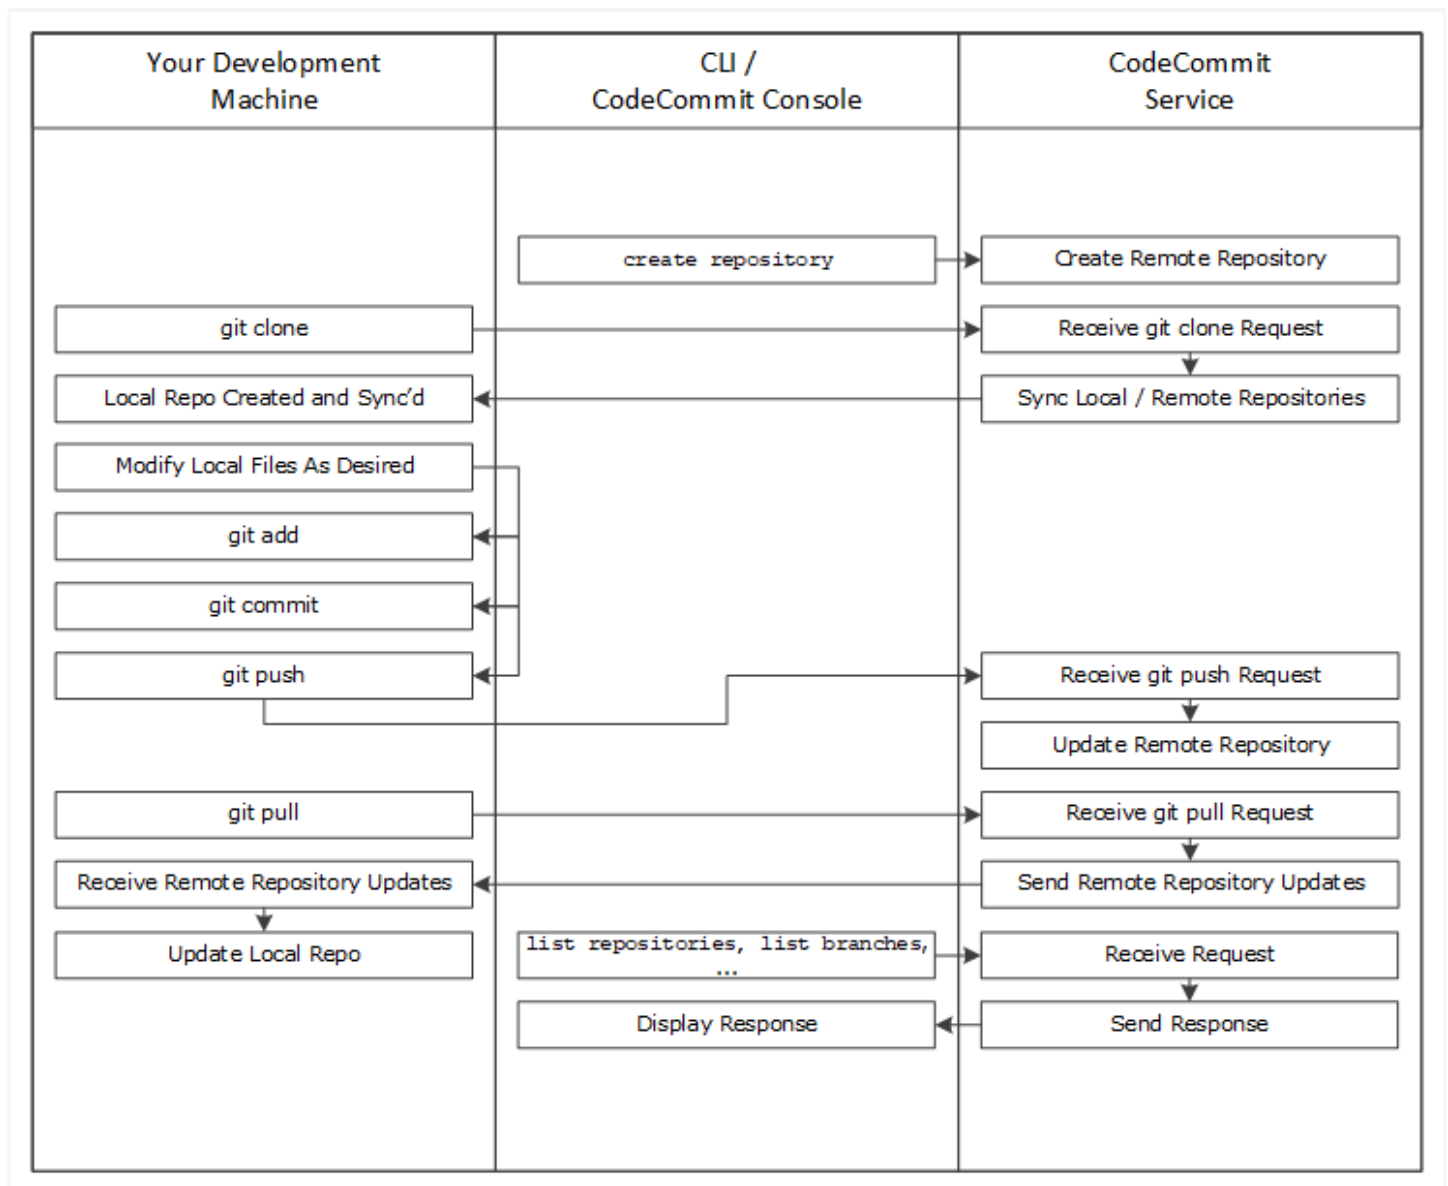 Your Development
Machine
CLI /
CodeCommit Console
CodeCommit
Service
create repository
Create Remote Repository
git clone
Receive git clone Request
Local Repo Created and Sync’d
Sync Local / Remote Repositories
Modify Local Files As Desired
git add
git commit
git push
Receive git push Request
Update Remote Repository
git pull
Receive git pull Request
Receive Remote Repository Updates
Send Remote Repository Updates
Update Local Repo
list repositories, list branches,
...
Receive Request
Display Response
Send Response